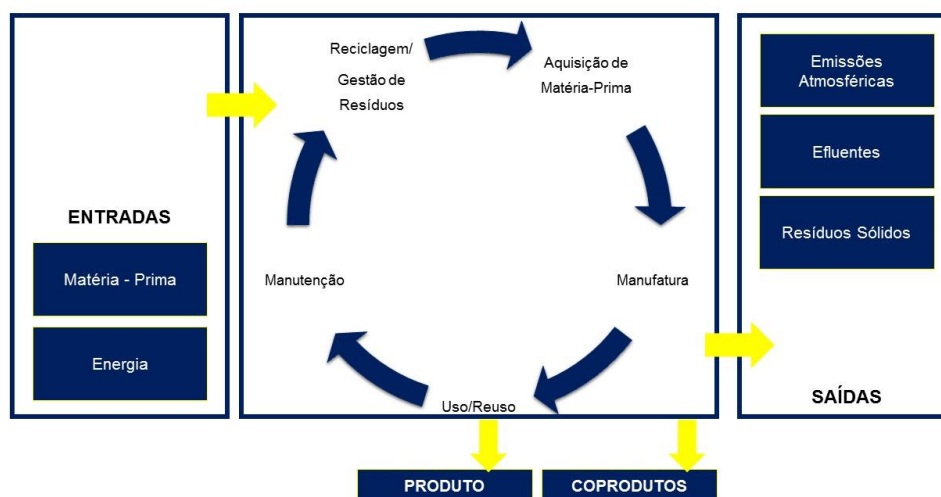 ENTRADAS
Matéria - Prima
Energia
Reciclagem/
Gestão de
Resíduos
Aquisição de
Matéria-Prima
Manutenção
Manufatura
Uso/Reuso
Emissões
Atmosféricas
Efluentes
Resíduos Sólidos
SAÍDAS
PRODUTO
COPRODUTOS